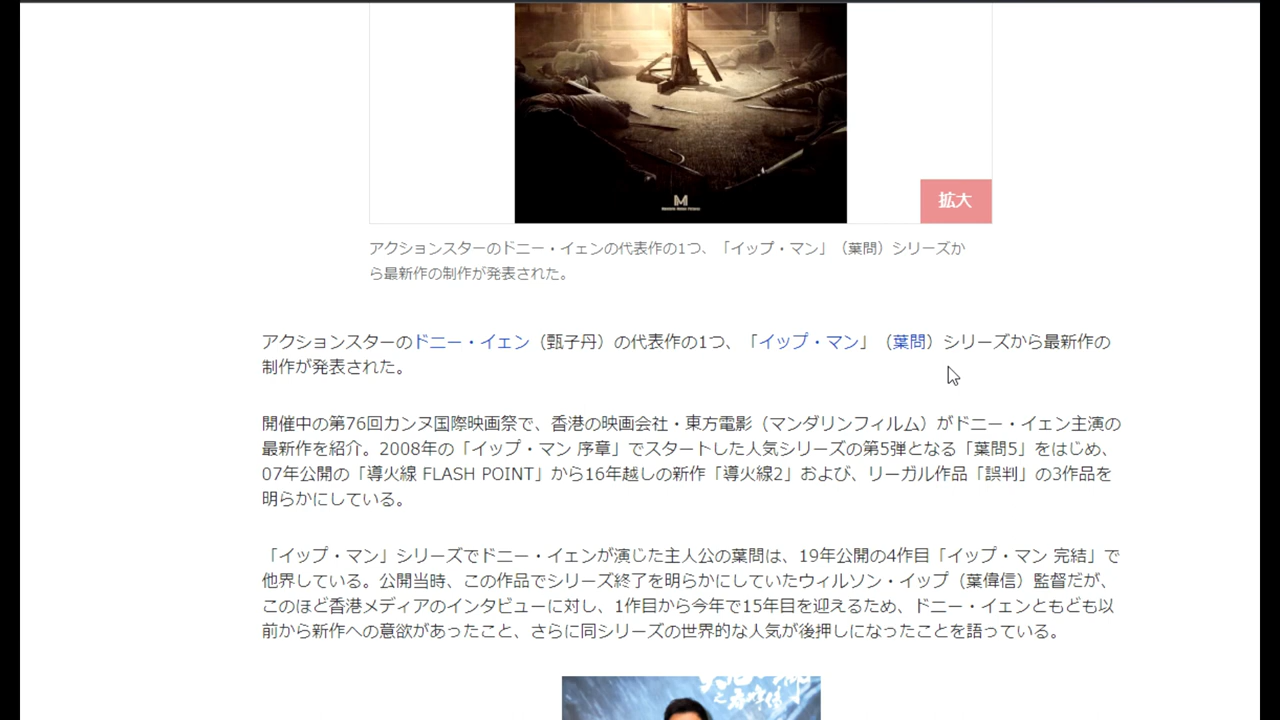 M
拡大
アクションスターのドニー・イェンの代表作の1つ、「イップ・マン」（葉問）シリーズか
ら最新作の制作が発表された。
アクションスターのドニー・イェン（甄子丹）の代表作の1つ、「イップ・マン」（葉問）シリーズから最新作の
制作が発表された。
開催中の第76回カンヌ国際映画祭で、香港の映画会社・東方電影（マンダリンフィルム）がドニー・イェン主演の
最新作を紹介。2008年の「イップ・マン 序章」でスタートした人気シリーズの第5弾となる「葉問5」をはじめ、
07年公開の「導火線 FLASH POINT」から16年越しの新作「導火線2」および、リーガル作品「誤判」の3作品を
明らかにしている。
「イップ・マン」シリーズでドニー・イェンが演じた主人公の葉問は、19年公開の4作目「イップ・マン 完結」で
他界している。公開当時、この作品でシリーズ終了を明らかにしていたウィルソン・イップ（葉偉信）監督だが、
このほど香港メディアのインタビューに対し、1作目から今年で15年目を迎えるため、ドニー・イェンともども以
前から新作への意欲があったこと、さらに同シリーズの世界的な人気が後押しになったことを語っている。